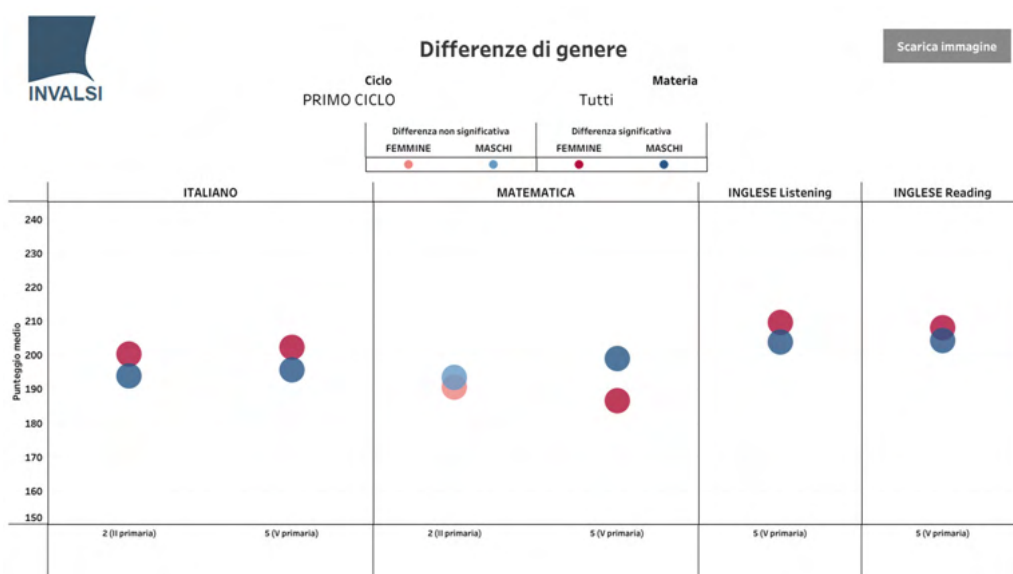 INVALSI
Differenze di genere
Scarica immagine
Ciclo
Materia
PRIMO CICLO
Tutti
Differenza non significativa
Differenza significativa
FEMMINE MASCHI FEMMINE MASCHI
ITALIANO MATEMATICA INGLESE Listening INGLESE Reading
Punteggio medio
240
230
220
210
200
190
180
170
160
150
2 (II primaria) 5 (V primaria) 2 (II primaria) 5 (V primaria) 5 (V primaria) 5 (V primaria)